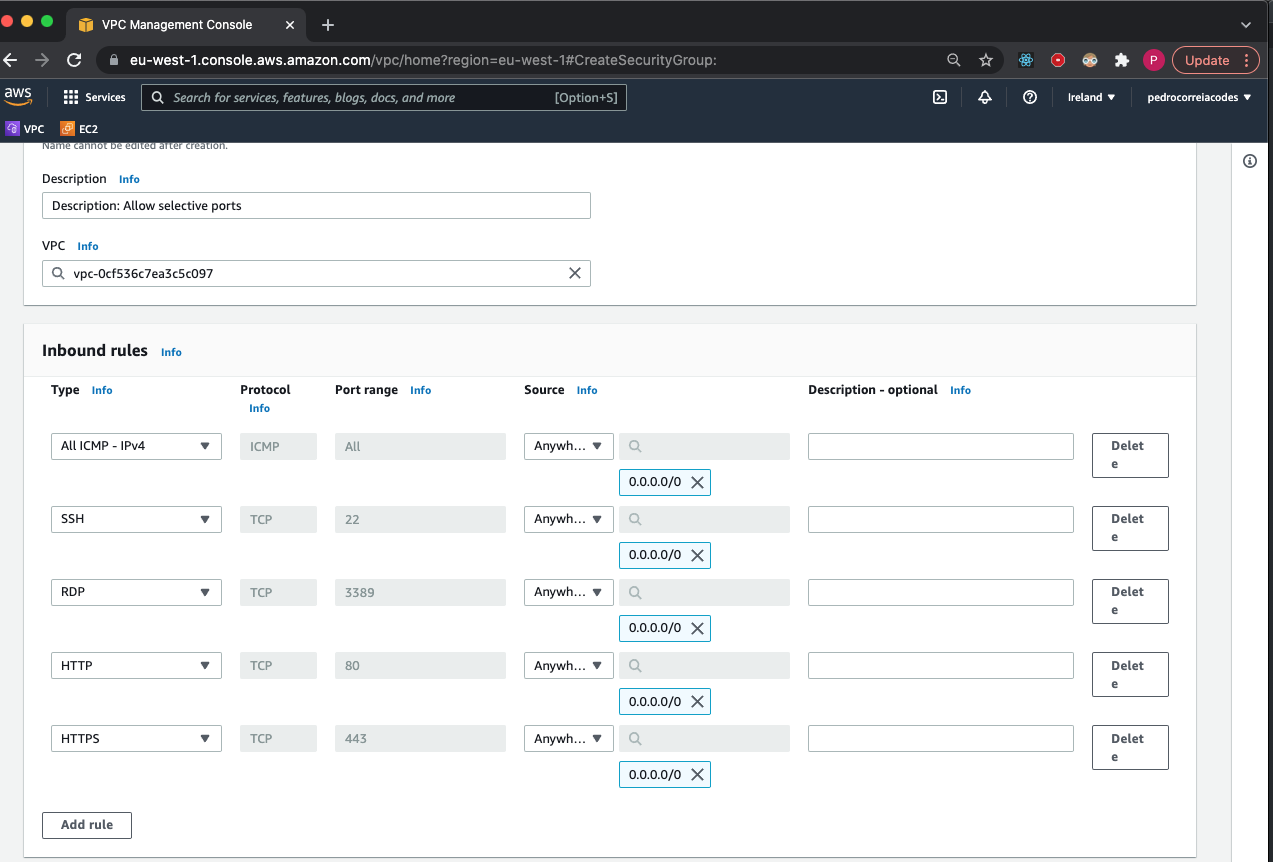 VPC Management Console
eu-west-1.console.aws.amazon.com/vpc/home?region=eu-west-1#CreateSecurityGroup:
P
Update
aws
Services
Search for services, features, blogs, docs, and more
[Option+S]
Ireland
pedrocorreiacodes
VPC
EC2
Name cannot be edited after creation.
Description Info
Description: Allow selective ports
VPC Info
vpc-0cf536c7ea3c5c097
Inbound rules Info
Type Info
Protocol
Info
Port range Info
Source Info
Description - optional Info
All ICMP - IPv4
ICMP
All
Anywh...
Delet
e
0.0.0.0/0
SSH
TCP
22
Anywh...
Delet
e
0.0.0.0/0
RDP
TCP
3389
Anywh...
Delet
e
0.0.0.0/0
HTTP
TCP
80
Anywh...
Delet
e
0.0.0.0/0
HTTPS
TCP
443
Anywh...
Delet
e
0.0.0.0/0
Add rule